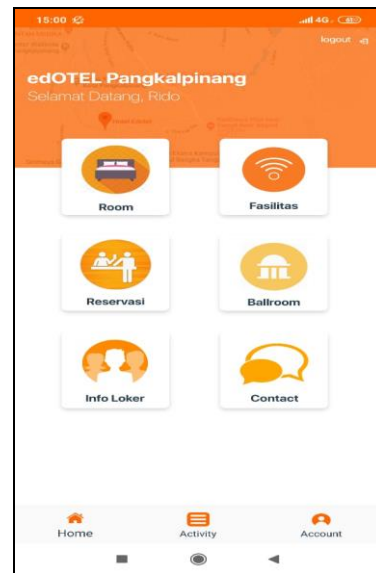 15:00
4G
logout
edOTEL Pangkalpinang
Selamat Datang, Rido
Room
Fasilitas
Reservasi
Ballroom
Info Loker
Contact
Home
Activity
Account